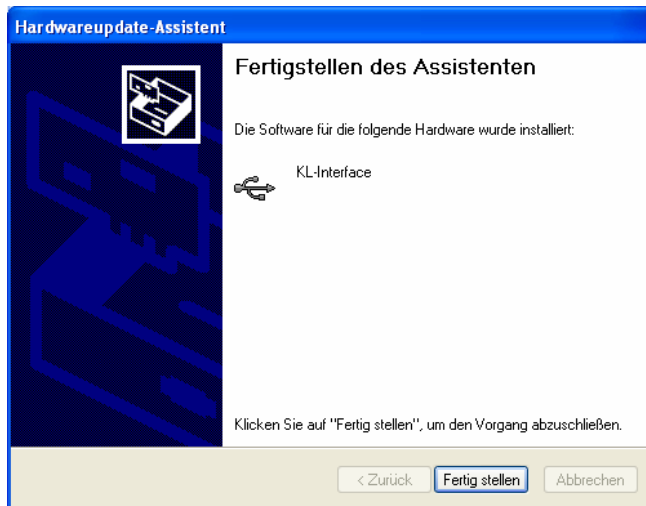 Hardwareupdate-Assistent
Fertigstellen des Assistenten
Die Software für die folgende Hardware wurde installiert:
KL-Interface
Klicken Sie auf "Fertig stellen", um den Vorgang abzuschließen.
< Zurück Fertig stellen Abbrechen